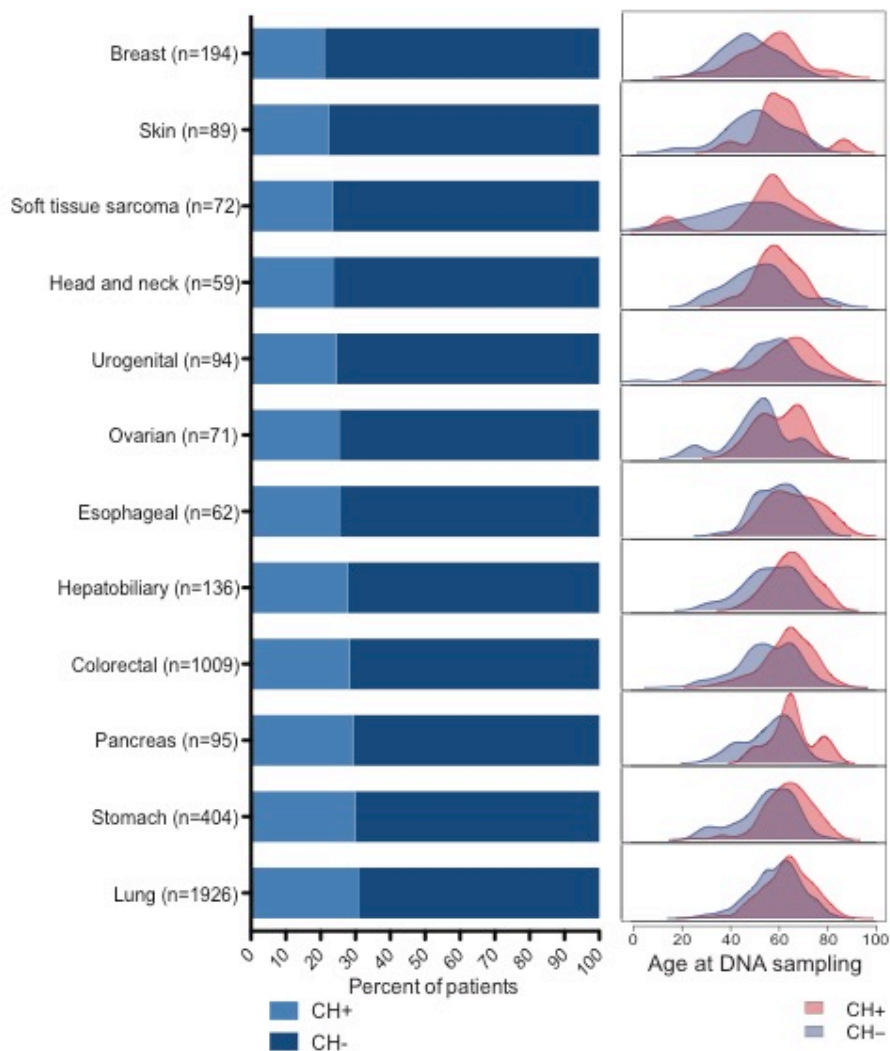 Breast (n=194)
Skin (n=89)
Soft tissue sarcoma (n=72)
Head and neck (n=59)
Urogenital (n=94)
Ovarian (n=71)
Esophageal (n=62)
Hepatobiliary (n=136)
Colorectal (n=1009)
Pancreas (n=95)
Stomach (n=404)
Lung (n=1926)
0 10 20 30 40 50 60 70 80 90 100
Percent of patients
CH+
CH-
0 20 40 60 80 100
Age at DNA sampling
CH+
CH−